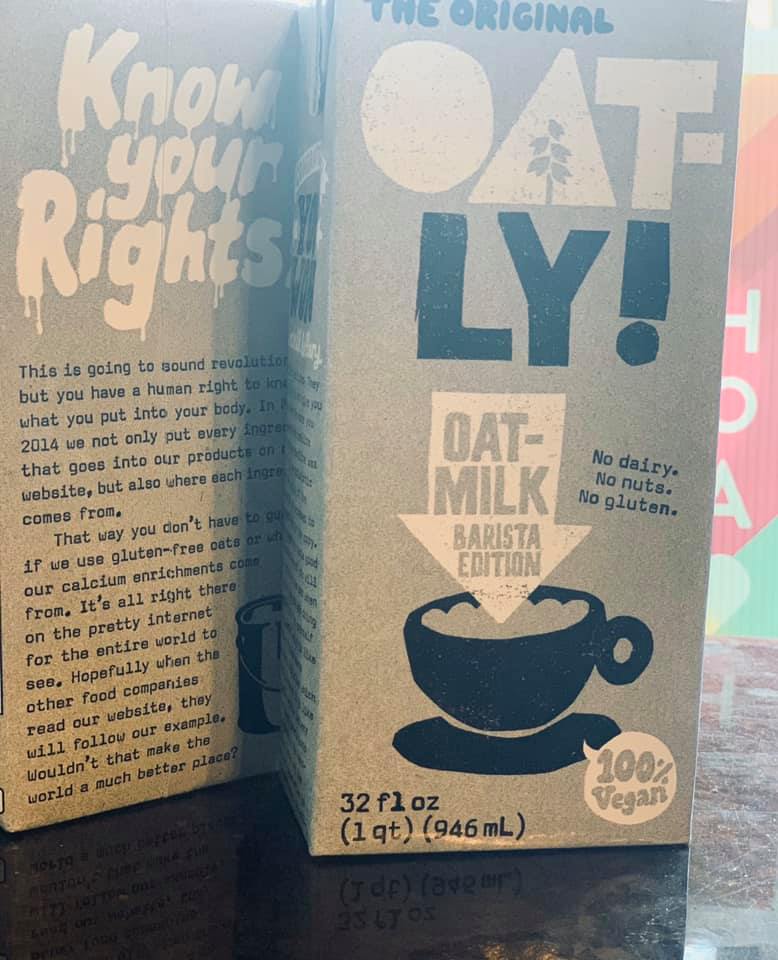 Know
your
Rights
This is going to sound
but you have a human right to
what you put into your body. In
2014 we not only put every
that goes into our products on
website, but also where each
comes from.
That way you don't have to
if we use gluten-free oats or
our calcium enrichments come
from. It's all right there
on the pretty internet
for the entire world to
see. Hopefully when the
other food companies
read our website, they
will follow our example.
Wouldn't that make the
world a much better place?
THE ORIGINAL
OAT-
LY!
OAT-
MILK
BARISTA
EDITION
No dairy.
No nuts.
No gluten.
100%
Vegan
32 fl oz
(1 qt) (946 mL)
H
O
A